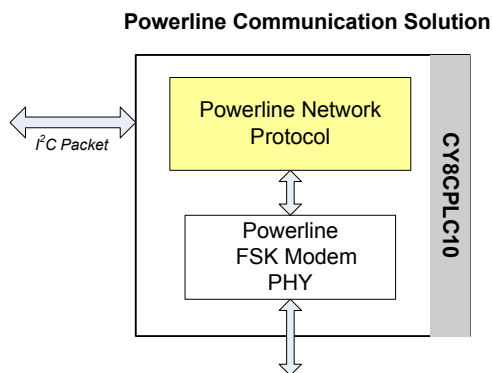 Powerline Communication Solution
Powerline Network
Protocol
I²C Packet
CY8CPLC10
Powerline
FSK Modem
PHY